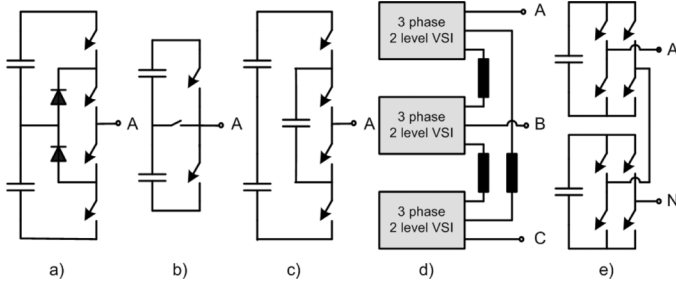 A
A
A
3 phase
2 level VSI
A
3 phase
2 level VSI
B
3 phase
2 level VSI
C
A
N
a)
b)
c)
d)
e)